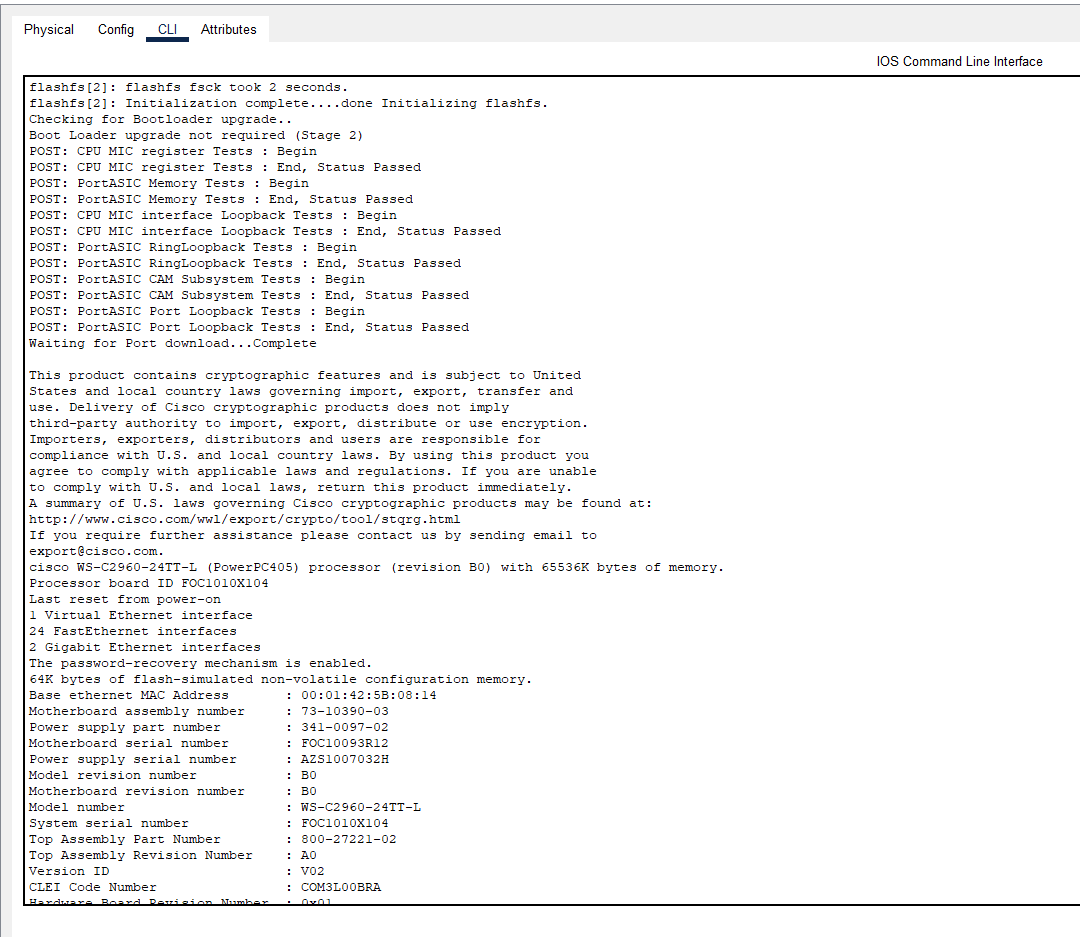 Physical Config CLI Attributes
IOS Command Line Interface
flashfs[2]: flashfs fsck took 2 seconds.
flashfs[2]: Initialization complete....done Initializing flashfs.
Checking for Bootloader upgrade..
Boot Loader upgrade not required (Stage 2)
POST: CPU MIC register Tests : Begin
POST: CPU MIC register Tests : End, Status Passed
POST: PortASIC Memory Tests : Begin
POST: PortASIC Memory Tests : End, Status Passed
POST: CPU MIC interface Loopback Tests : Begin
POST: CPU MIC interface Loopback Tests : End, Status Passed
POST: PortASIC RingLoopback Tests : Begin
POST: PortASIC RingLoopback Tests : End, Status Passed
POST: PortASIC CAM Subsystem Tests : Begin
POST: PortASIC CAM Subsystem Tests : End, Status Passed
POST: PortASIC Port Loopback Tests : Begin
POST: PortASIC Port Loopback Tests : End, Status Passed
Waiting for Port download...Complete
This product contains cryptographic features and is subject to United
States and local country laws governing import, export, transfer and
use. Delivery of Cisco cryptographic products does not imply
third-party authority to import, export, distribute or use encryption.
Importers, exporters, distributors and users are responsible for
compliance with U.S. and local country laws. By using this product you
agree to comply with applicable laws and regulations. If you are unable
to comply with U.S. and local laws, return this product immediately.
A summary of U.S. laws governing Cisco cryptographic products may be found at:
http://www.cisco.com/wwl/export/crypto/tool/stqrg.html
If you require further assistance please contact us by sending email to
export@cisco.com.
cisco WS-C2960-24TT-L (PowerPC405) processor (revision B0) with 65536K bytes of memory.
Processor board ID FOC1010X104
Last reset from power-on
1 Virtual Ethernet interface
24 FastEthernet interfaces
2 Gigabit Ethernet interfaces
The password-recovery mechanism is enabled.
64K bytes of flash-simulated non-volatile configuration memory.
Base ethernet MAC Address : 00:01:42:5B:08:14
Motherboard assembly number : 73-10390-03
Power supply part number : 341-0097-02
Motherboard serial number : FOC10093R12
Power supply serial number : AZS1007032H
Model revision number : B0
Motherboard revision number : B0
Model number : WS-C2960-24TT-L
System serial number : FOC1010X104
Top Assembly Part Number : 800-27221-02
Top Assembly Revision Number : A0
Version ID : V02
CLEI Code Number : COM3L00BRA
Hardware Board Revision Number : 0x01